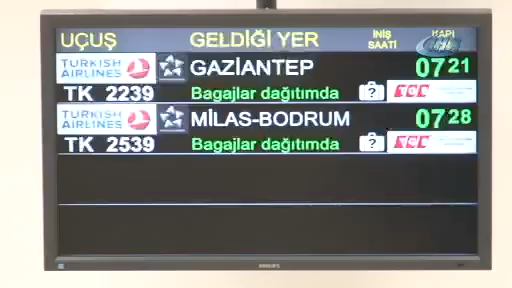 UÇUŞ GELDİĞİ YER İNİŞ SAATİ KAPI
TURKISH AIRLINES GAZİANTEP 07 21
TK 2239 Bagajlar dağıtımda ?
TURKISH AIRLINES MİLAS-BODRUM 07 28
TK 2539 Bagajlar dağıtımda ?
PHILIPS